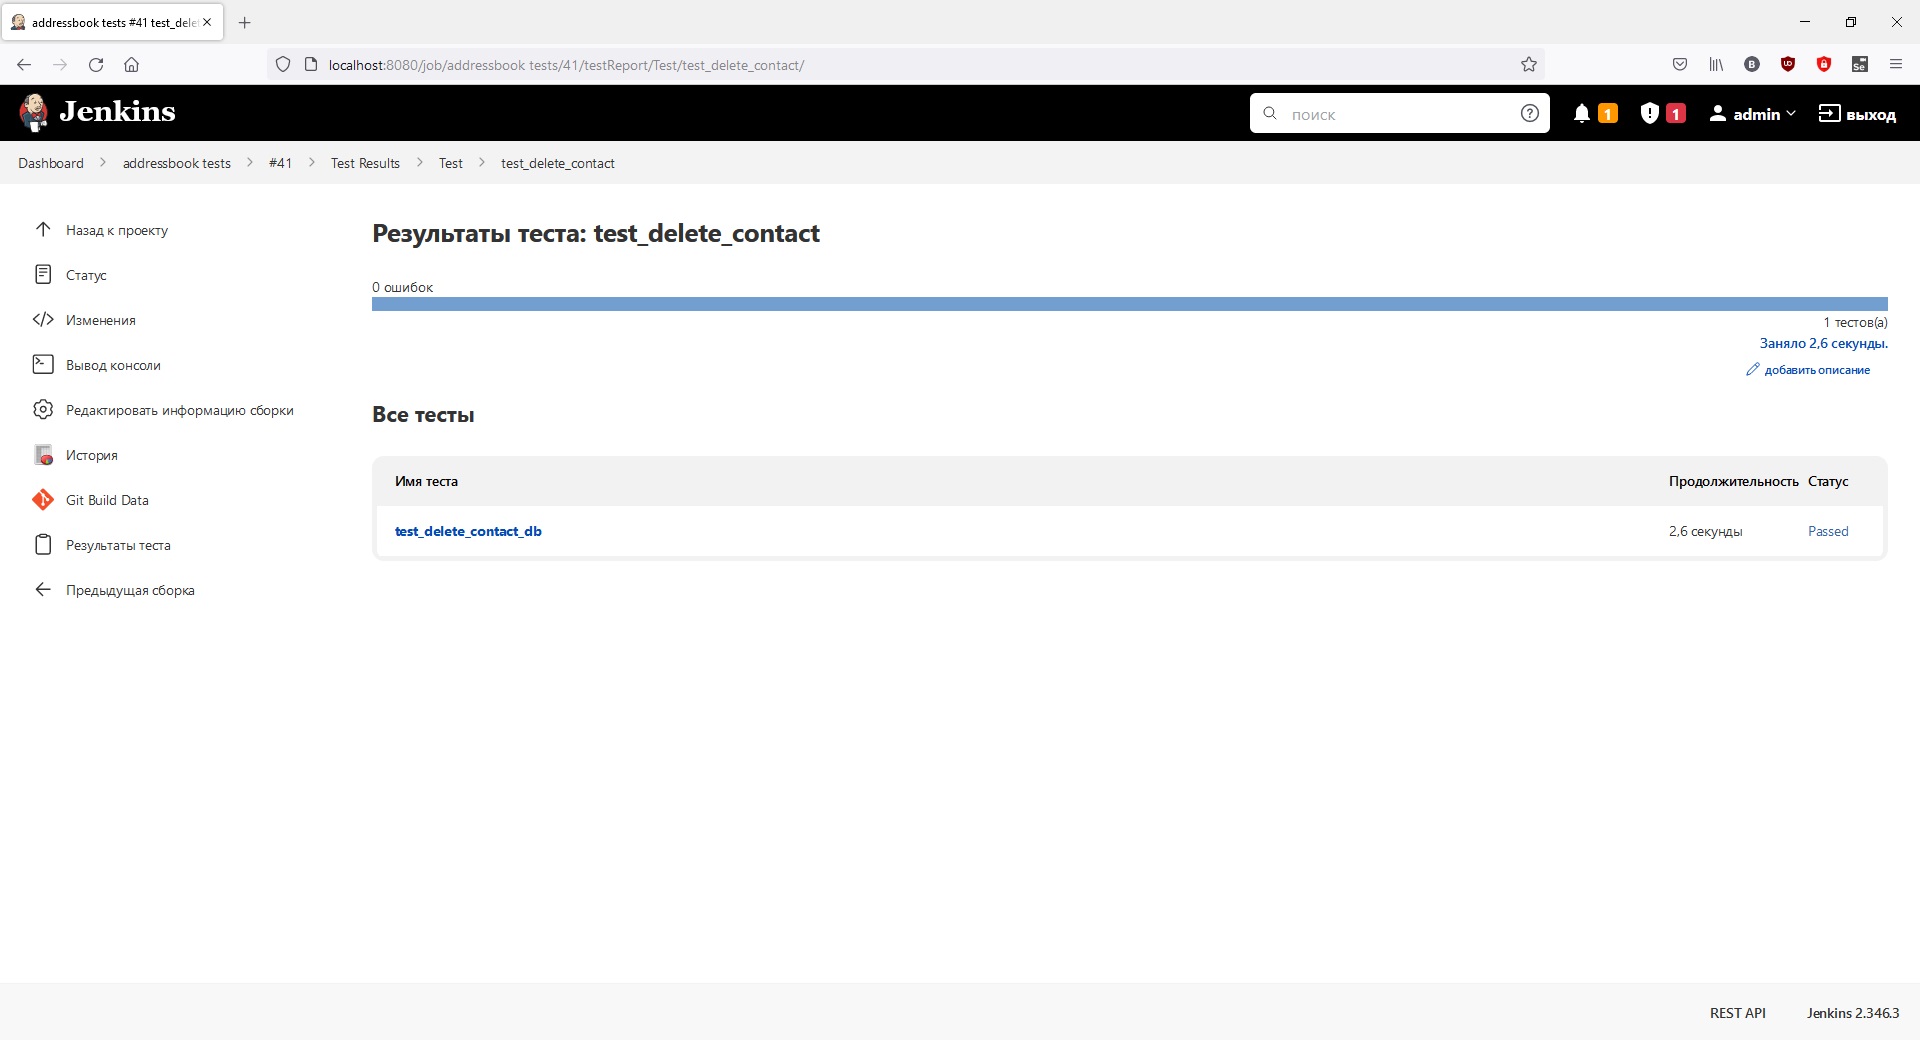 addressbook tests #41 test_dele
localhost:8080/job/addressbook tests/41/testReport/Test/test_delete_contact/
Jenkins
поиск
1
1
admin
выход
Dashboard
addressbook tests
#41
Test Results
Test
test_delete_contact
Назад к проекту
Статус
Изменения
Вывод консоли
Редактировать информацию сборки
История
Git Build Data
Результаты теста
Предыдущая сборка
Результаты теста: test_delete_contact
0 ошибок
1 тестов(а)
Заняло 2,6 секунды.
добавить описание
Все тесты
Имя теста
Продолжительность
Статус
test_delete_contact_db
2,6 секунды
Passed
REST API
Jenkins 2.346.3